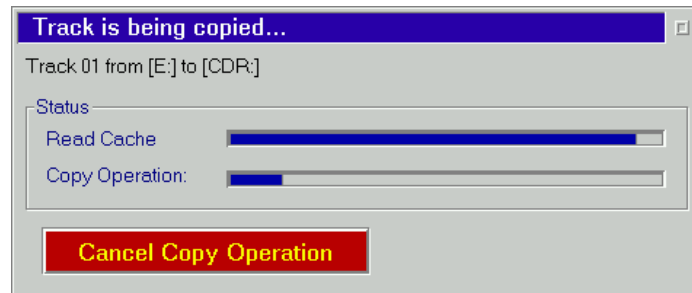 Track is being copied...
Track 01 from [E:] to [CDR:]
Status
Read Cache
Copy Operation:
Cancel Copy Operation